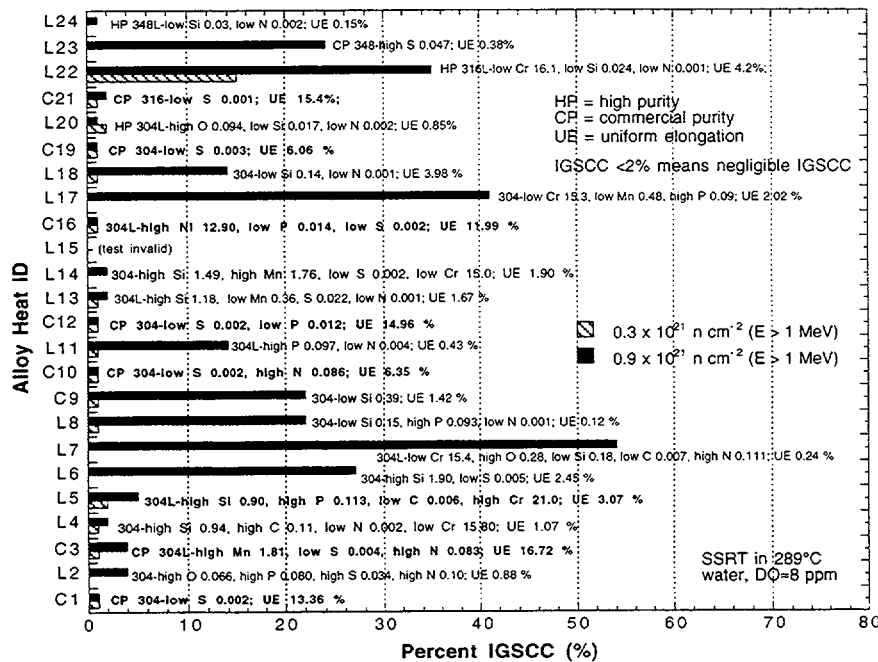 L24 HP 348L-low Si 0.03, low N 0.002; UE 0.15%
L23 CP 348-high S 0.047; UE 0.38%
L22 HP 316L-low Cr 16.1, low Si 0.024, low N 0.001; UE 4.2%;
C21 CP 316-low S 0.001; UE 15.4%;
HP = high purity
L20 HP 304L-high O 0.094, low Si 0.017, low N 0.002; UE 0.85%
CP = commercial purity
UE = uniform elongation
C19 CP 304-low S 0.003; UE 6.06 %
L18 304-low Si 0.14, low N 0.001; UE 3.98 %
IGSCC <2% means negligible IGSCC
L17 304-low Cr 15.3, low Mn 0.48, high P 0.09; UE 2.02 %
C16 304L-high NI 12.90, low P 0.014, low S 0.002; UE 11.99 %
L15 (test invalid)
L14 304-high Si 1.49, high Mn 1.76, low S 0.002, low Cr 15.0; UE 1.90 %
L13 304L-high Si 1.18, low Mn 0.36, S 0.022, low N 0.001; UE 1.67 %
C12 CP 304-low S 0.002, low P 0.012; UE 14.96 %
0.3 x 10²¹ n cm⁻² (E > 1 MeV)
L11 304L-high P 0.097, low N 0.004; UE 0.43 %
0.9 x 10²¹ n cm⁻² (E > 1 MeV)
C10 CP 304-low S 0.002, high N 0.086; UE 6.35 %
C9 304-low Si 0.39; UE 1.42 %
L8 304-low Si 0.15, high P 0.093, low N 0.001; UE 0.12 %
L7 304L-low Cr 15.4, high O 0.28, low Si 0.18, low C 0.007, high N 0.111; UE 0.24 %
L6 304-high Si 1.90, low S 0.005; UE 2.45 %
L5 304L-high SI 0.90, high P 0.113, low C 0.006, high Cr 21.0; UE 3.07 %
L4 304-high Si 0.94, high C 0.11, low N 0.002, low Cr 15.80; UE 1.07 %
C3 CP 304L-high Mn 1.81, low S 0.004, high N 0.083; UE 16.72 %
L2 304-high O 0.066, high P 0.080, high S 0.034, high N 0.10; UE 0.88 %
SSRT in 289°C
water, DO≈8 ppm
C1 CP 304-low S 0.002; UE 13.36 %
0 10 20 30 40 50 60 70 80
Percent IGSCC (%)
Alloy Heat ID